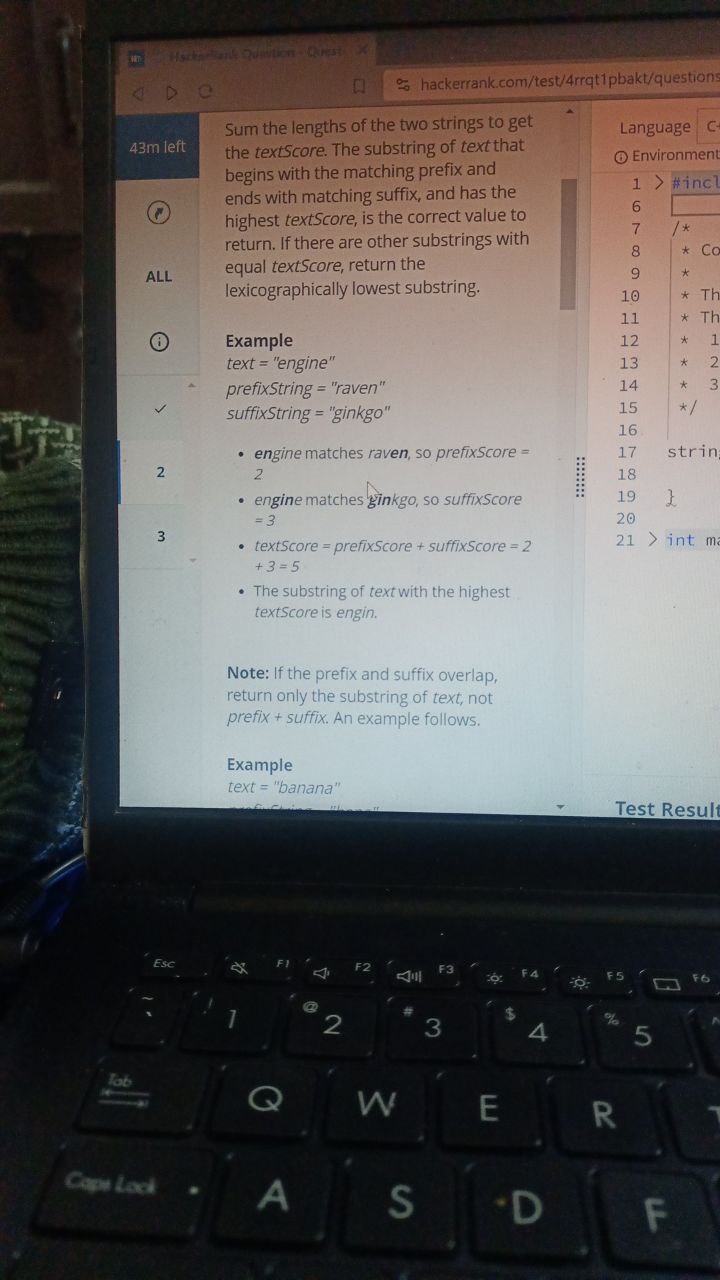 HackerRank Question - Quest
hackerrank.com/test/4rrqt1pbakt/questions
43m left
ALL
2
3
Sum the lengths of the two strings to get
the textScore. The substring of text that
begins with the matching prefix and
ends with matching suffix, and has the
highest textScore, is the correct value to
return. If there are other substrings with
equal textScore, return the
lexicographically lowest substring.
Example
text = "engine"
prefixString = "raven"
suffixString = "ginkgo"
• engine matches raven, so prefixScore =
2
• engine matches ginkgo, so suffixScore
= 3
• textScore = prefixScore + suffixScore = 2
+ 3 = 5
• The substring of text with the highest
textScore is engin.
Note: If the prefix and suffix overlap,
return only the substring of text, not
prefix + suffix. An example follows.
Example
text = "banana"
Language C
Environment
1 > #incl
6
7 /*
8 * Co
9 *
10 * Th
11 * Th
12 * 1
13 * 2
14 * 3
15 */
16
17 string
18
19 }
20
21 > int ma
Test Result
Esc F1 F2 F3 F4 F5 F6
~ ` ! 1 @ 2 # 3 $ 4 % 5
Tab Q W E R
Caps Lock A S D F